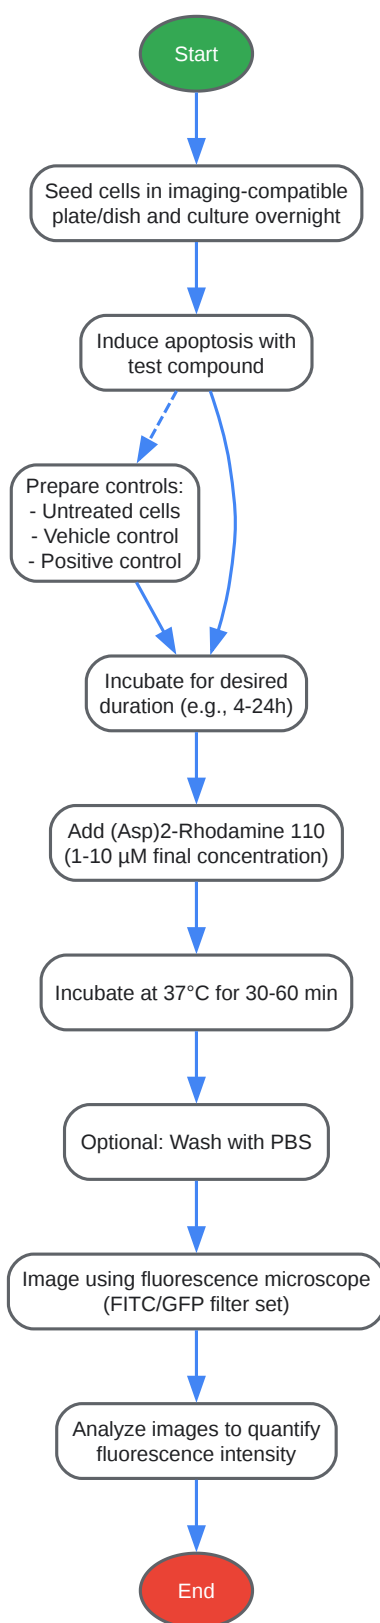 Start
Seed cells in imaging-compatible
plate/dish and culture overnight
Induce apoptosis with
test compound
Prepare controls:
- Untreated cells
- Vehicle control
- Positive control
Incubate for desired
duration (e.g., 4-24h)
Add (Asp)2-Rhodamine 110
(1-10 µM final concentration)
Incubate at 37°C for 30-60 min
Optional: Wash with PBS
Image using fluorescence microscope
(FITC/GFP filter set)
Analyze images to quantify
fluorescence intensity
End